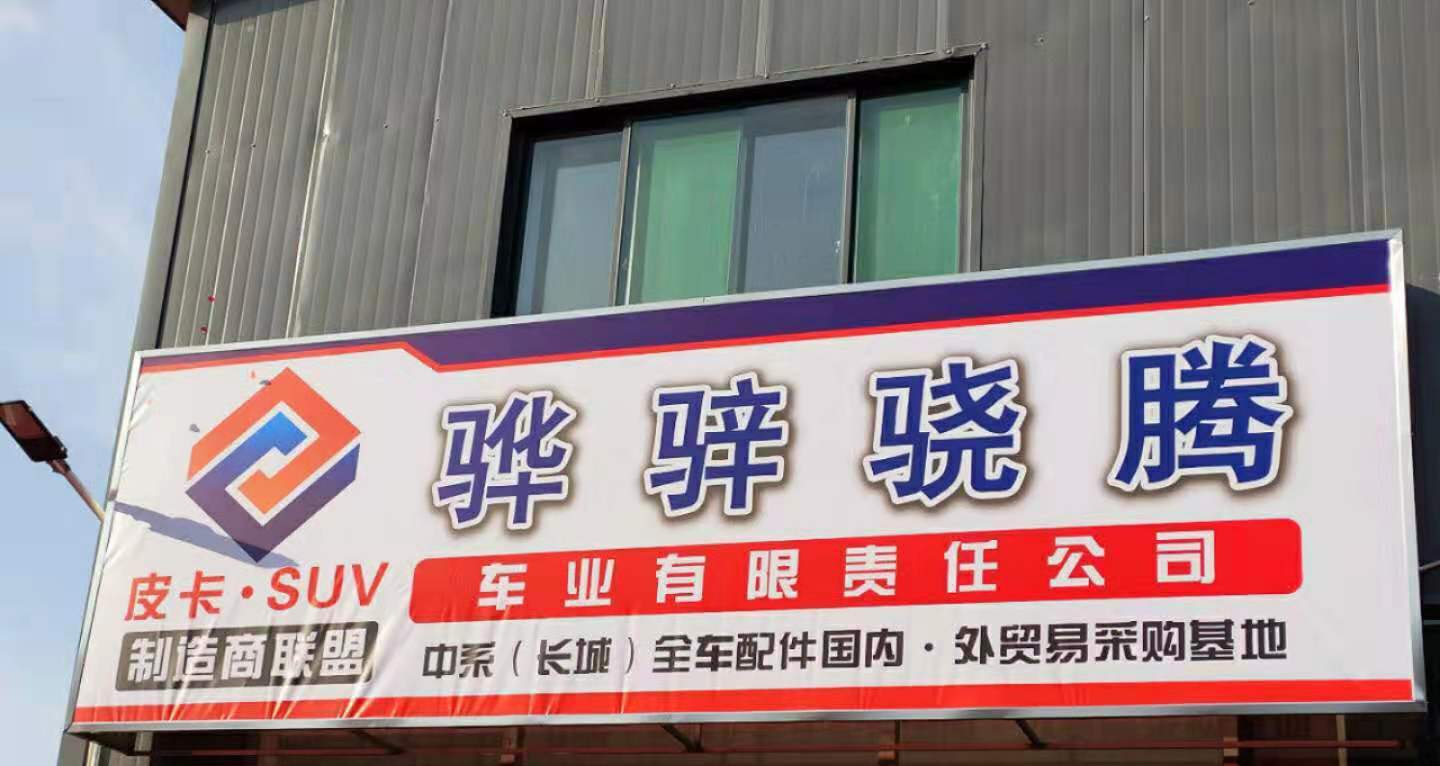 骅骍骁腾
车业有限责任公司
皮卡·SUV
制造商联盟
中系（长城）全车配件国内·外贸易采购基地